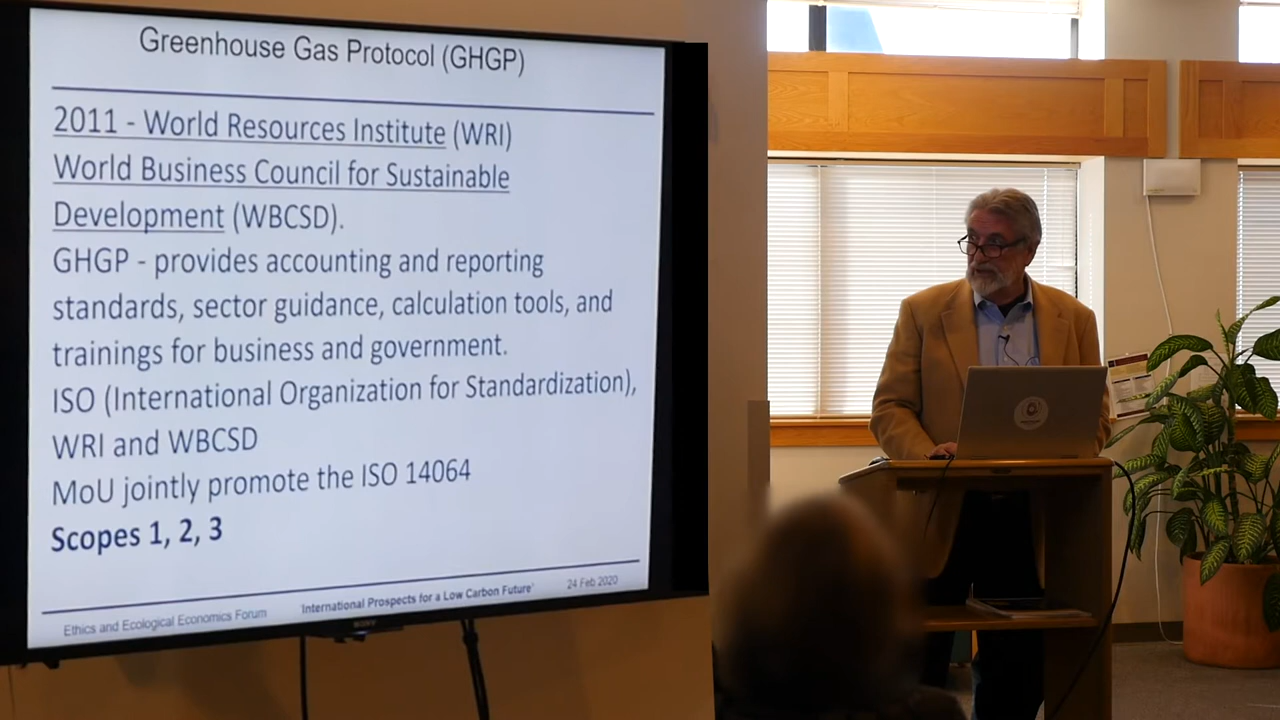 Greenhouse Gas Protocol (GHGP)
2011 - World Resources Institute (WRI)
World Business Council for Sustainable
Development (WBCSD).
GHGP - provides accounting and reporting
standards, sector guidance, calculation tools, and
trainings for business and government.
ISO (International Organization for Standardization),
WRI and WBCSD
MoU jointly promote the ISO 14064
Scopes 1, 2, 3
Ethics and Ecological Economics Forum
'International Prospects for a Low Carbon Future'
24 Feb 2020
SONY